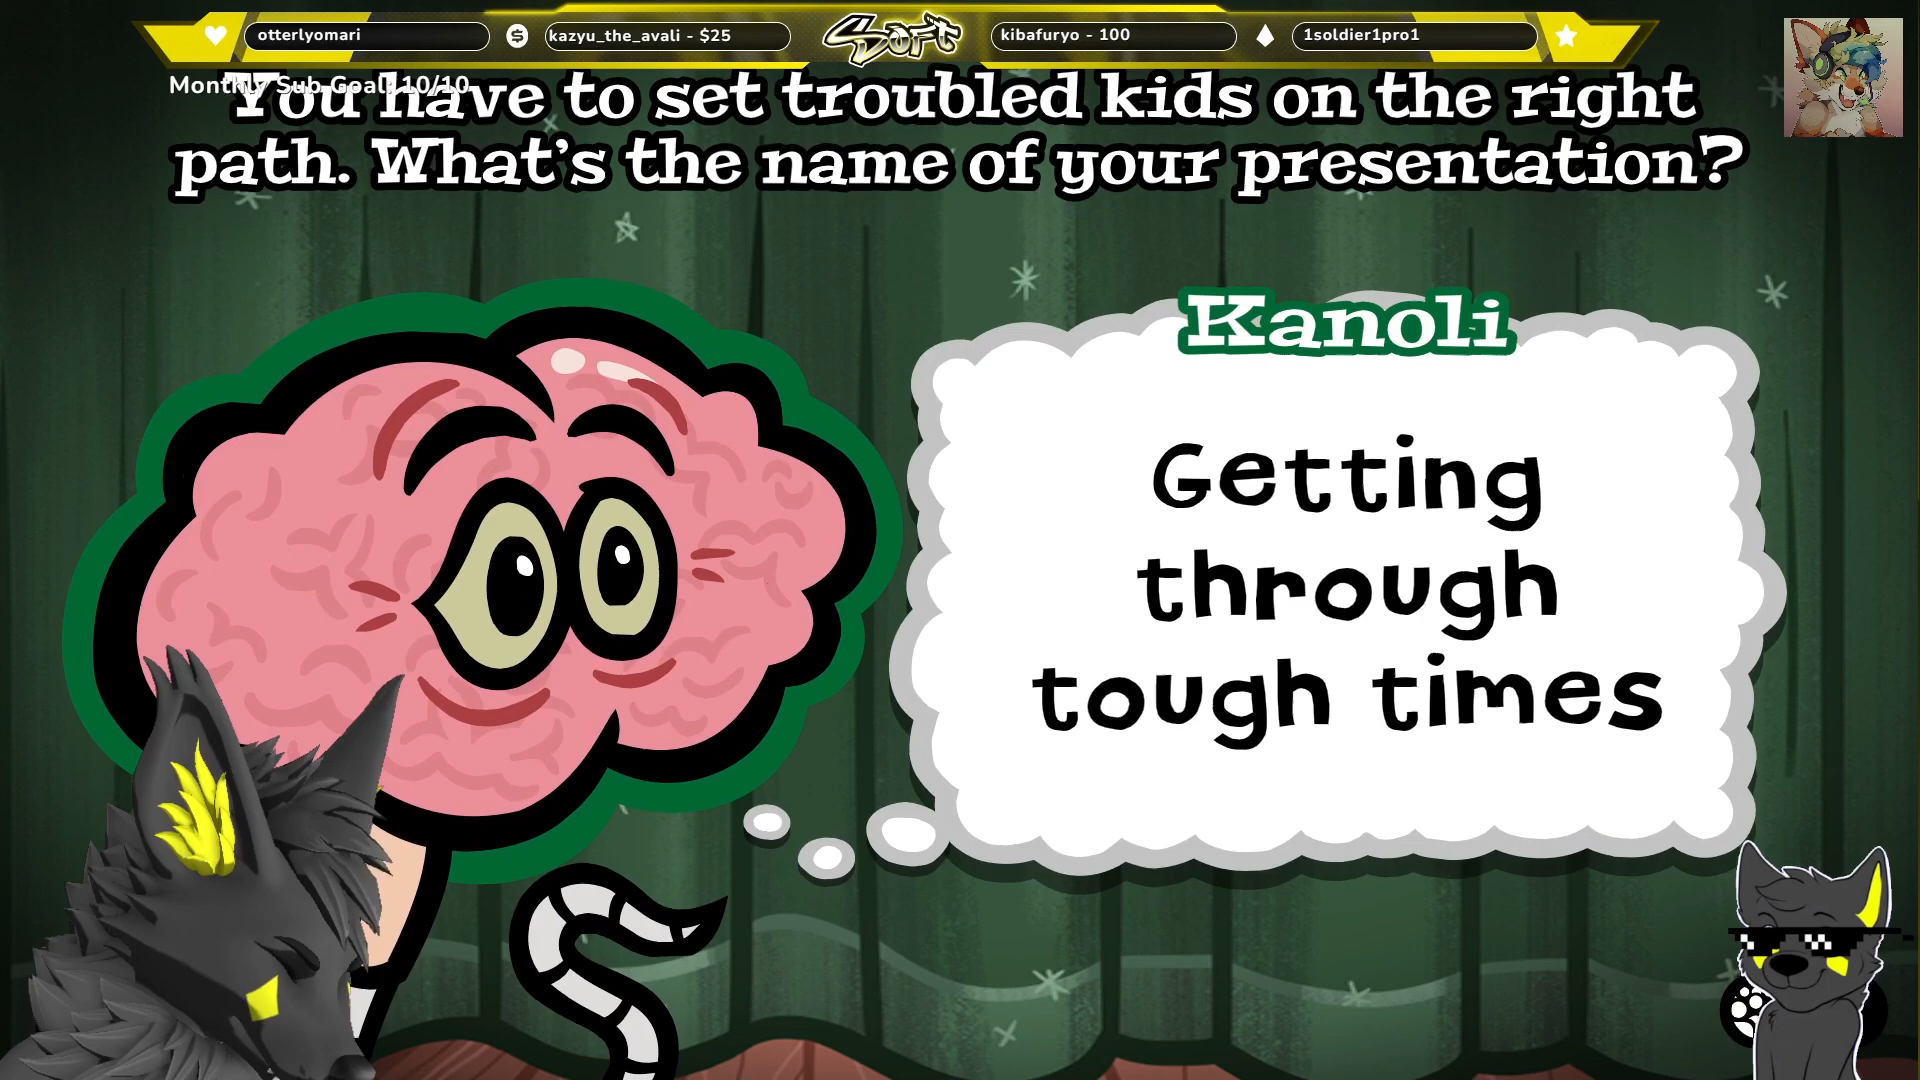 otterlyomari
kazyu_the_avali - $25
SOFT
kibafuryo - 100
1soldier1pro1
Monthly Sub Goal: 10/10
You have to set troubled kids on the right
path. What's the name of your presentation?
Kanoli
Getting
through
tough times